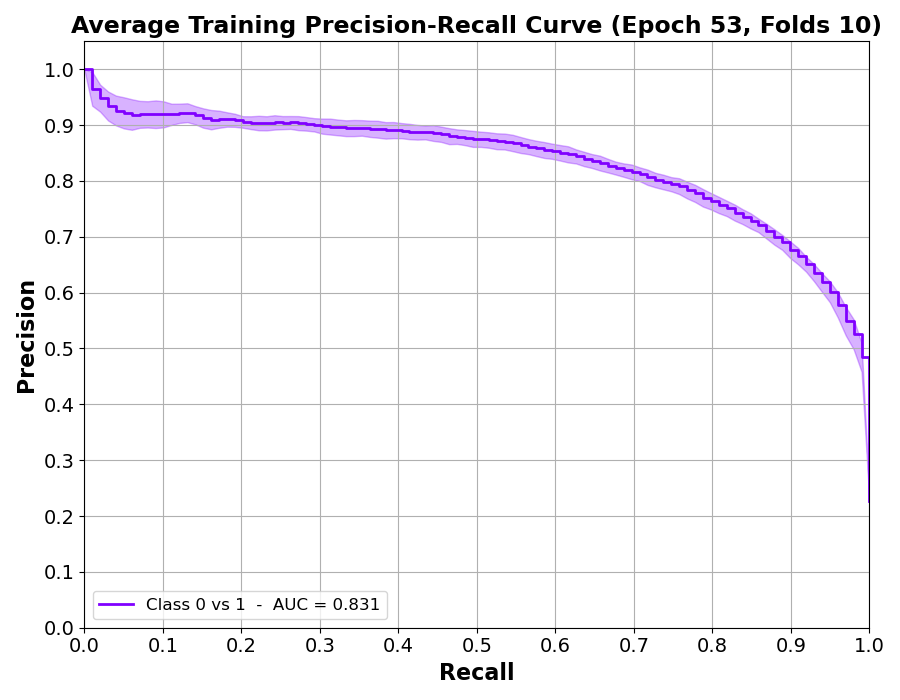 Average Training Precision-Recall Curve (Epoch 53, Folds 10)
1.0
0.9
0.8
0.7
0.6
0.5
0.4
0.3
0.2
0.1
0.0
Precision
Class 0 vs 1 - AUC = 0.831
0.0 0.1 0.2 0.3 0.4 0.5 0.6 0.7 0.8 0.9 1.0
Recall